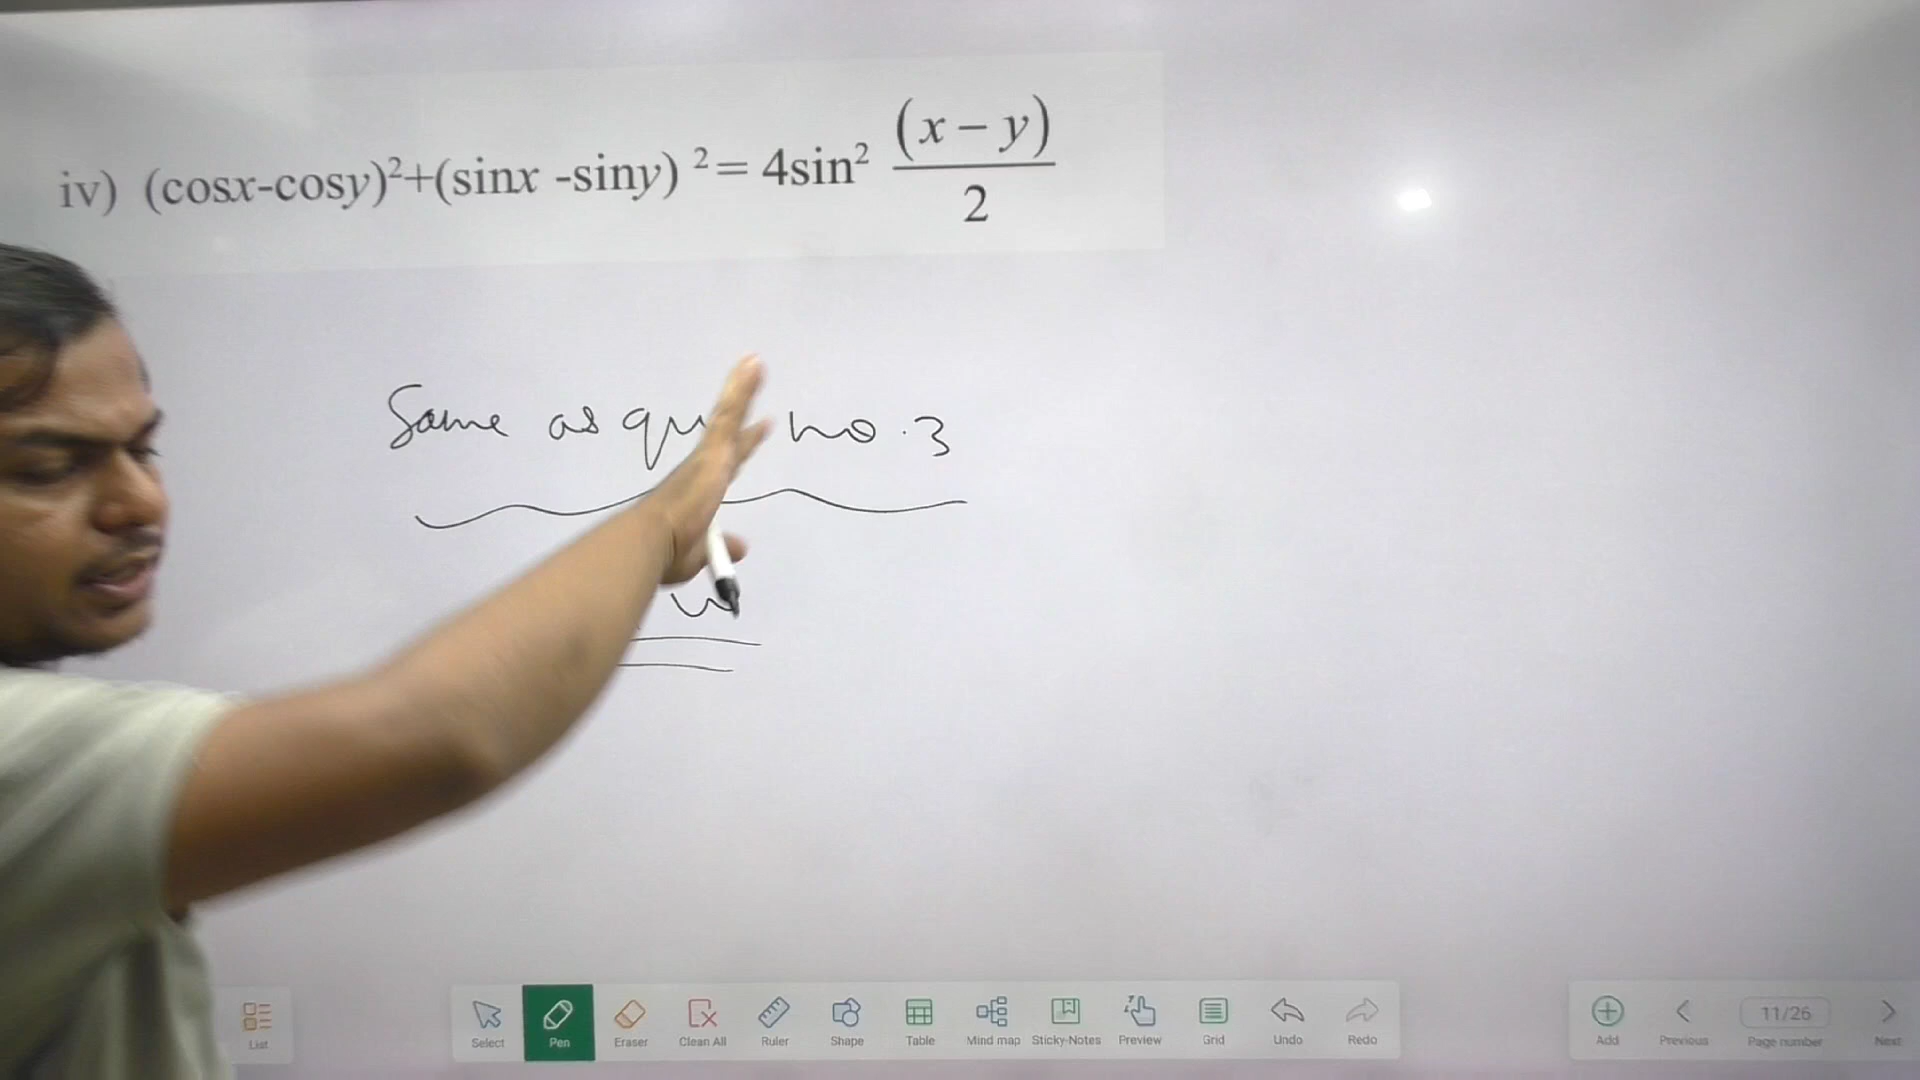 iv) (cosx-cosy)²+(sinx -siny) ²= 4sin² (x – y)/2
Same as no.3
List Select Pen Eraser Clean All Ruler Shape Table Mind map Sticky-Notes Preview Grid Undo Redo Add Previous 11/26 Page number Next